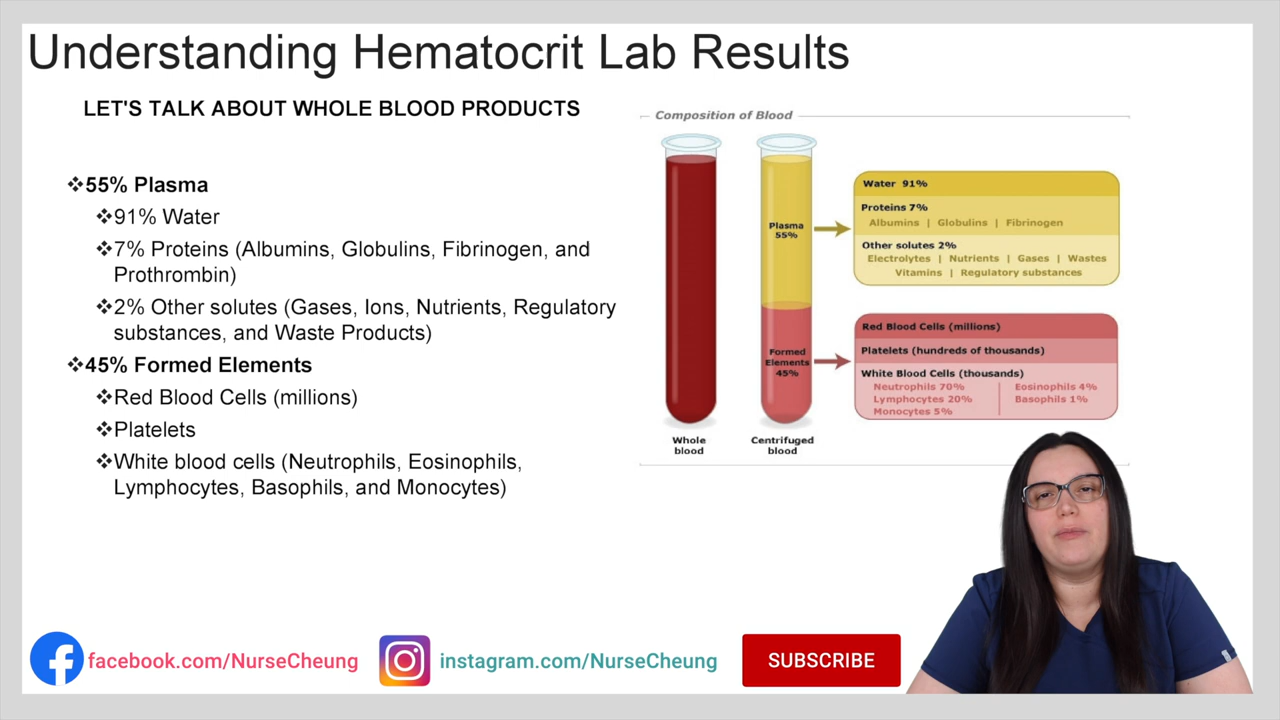 Understanding Hematocrit Lab Results
LET'S TALK ABOUT WHOLE BLOOD PRODUCTS
❖55% Plasma
❖91% Water
❖7% Proteins (Albumins, Globulins, Fibrinogen, and
Prothrombin)
❖2% Other solutes (Gases, Ions, Nutrients, Regulatory
substances, and Waste Products)
❖45% Formed Elements
❖Red Blood Cells (millions)
❖Platelets
❖White blood cells (Neutrophils, Eosinophils,
Lymphocytes, Basophils, and Monocytes)
Composition of Blood
Plasma
55%
Formed
Elements
45%
Whole
blood
Centrifuged
blood
Water 91%
Proteins 7%
Albumins | Globulins | Fibrinogen
Other solutes 2%
Electrolytes | Nutrients | Gases | Wastes
Vitamins | Regulatory substances
Red Blood Cells (millions)
Platelets (hundreds of thousands)
White Blood Cells (thousands)
Neutrophils 70%
Lymphocytes 20%
Monocytes 5%
Eosinophils 4%
Basophils 1%
facebook.com/NurseCheung
instagram.com/NurseCheung
SUBSCRIBE